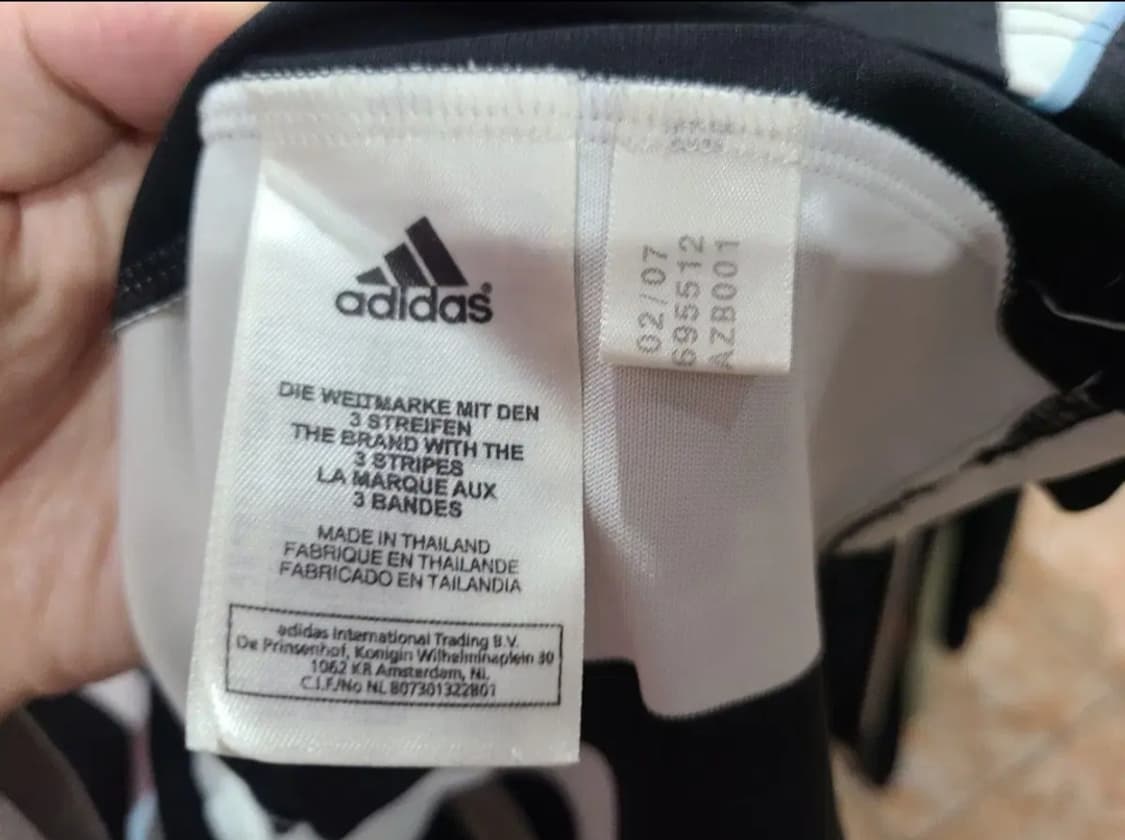 adidas®
DIE WELTMARKE MIT DEN
3 STREIFEN
THE BRAND WITH THE
3 STRIPES
LA MARQUE AUX
3 BANDES
MADE IN THAILAND
FABRIQUE EN THAILANDE
FABRICADO EN TAILANDIA
adidas International Trading B.V.
De Prinsenhof, Konigin Wilhelminaplein 30
1062 KR Amsterdam, NL
C.I.F./No NL 807301322B01
02/07
695512
AZB001